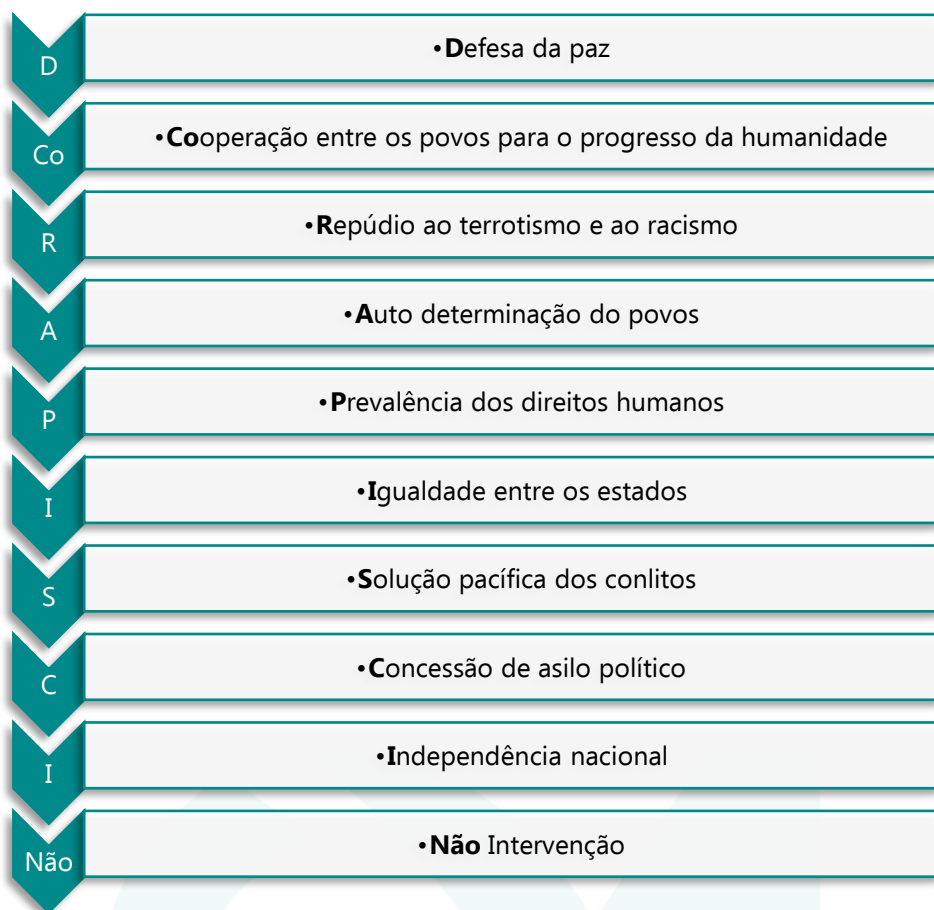 D
•Defesa da paz
Co
•Cooperação entre os povos para o progresso da humanidade
R
•Repúdio ao terrotismo e ao racismo
A
•Auto determinação do povos
P
•Prevalência dos direitos humanos
I
•Igualdade entre os estados
S
•Solução pacífica dos conlitos
C
•Concessão de asilo político
I
•Independência nacional
Não
•Não Intervenção